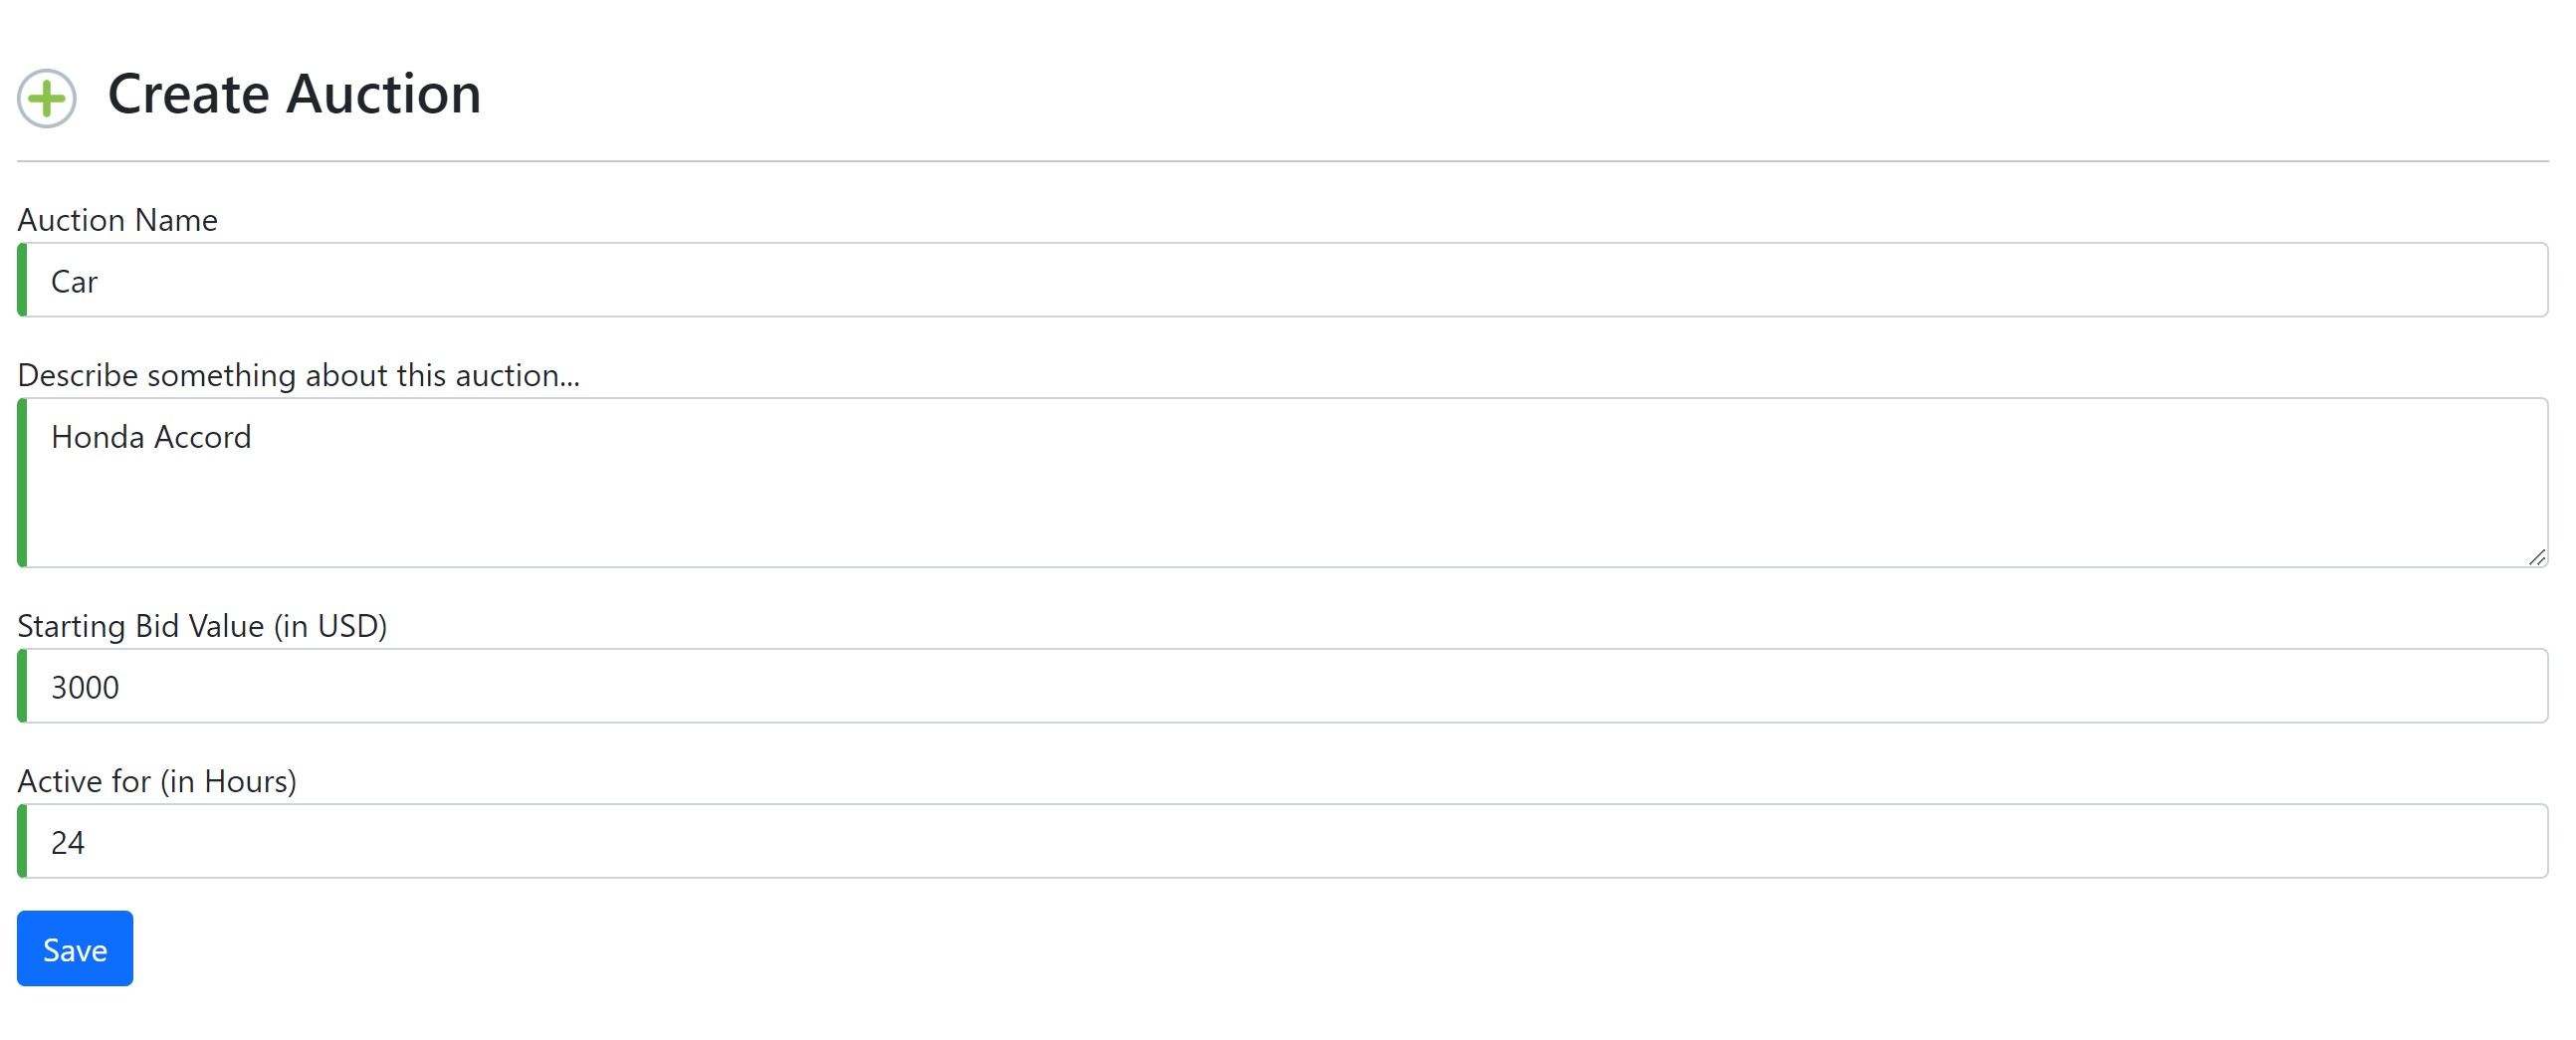 Create Auction
Auction Name
Car
Describe something about this auction...
Honda Accord
Starting Bid Value (in USD)
3000
Active for (in Hours)
24
Save